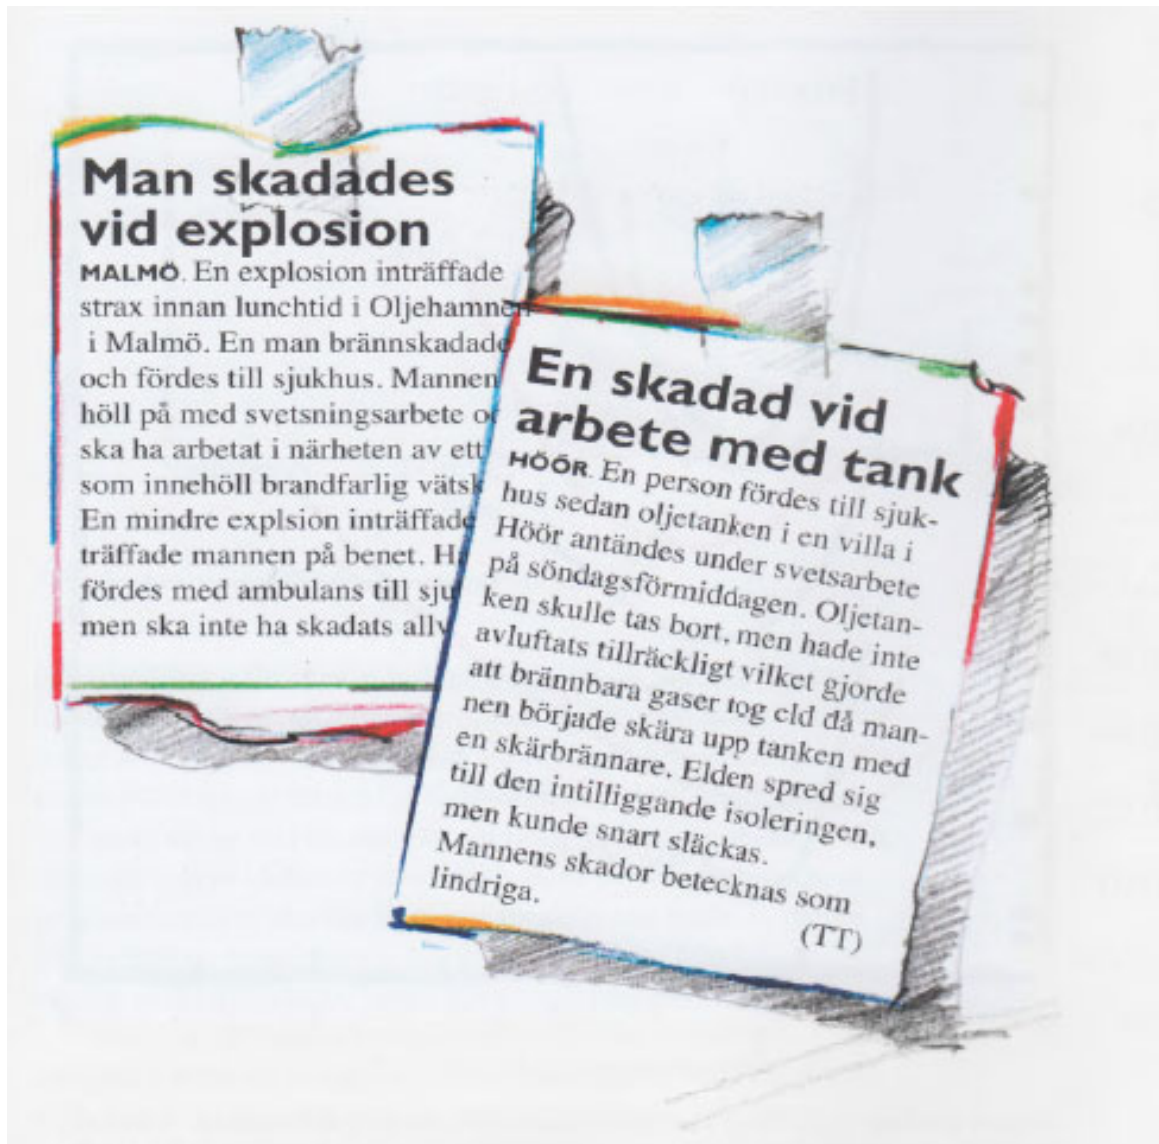 Man skadades
vid explosion
MALMÖ. En explosion inträffade
strax innan lunchtid i Oljehamnen
i Malmö. En man brännskadade
och fördes till sjukhus. Mannen
höll på med svetsningsarbete oc
ska ha arbetat i närheten av ett
som innehöll brandfarlig vätsk
En mindre explsion inträffade
träffade mannen på benet. Ha
fördes med ambulans till sju
men ska inte ha skadats allv
En skadad vid
arbete med tank
HÖÖR. En person fördes till sjuk-
hus sedan oljetanken i en villa i
Höör antändes under svetsarbete
på söndagsförmiddagen. Oljetan-
ken skulle tas bort, men hade inte
avluftats tillräckligt vilket gjorde
att brännbara gaser tog eld då man-
nen började skära upp tanken med
en skärbrännare. Elden spred sig
till den intilliggande isoleringen,
men kunde snart släckas.
Mannens skador betecknas som
lindriga.
(TT)